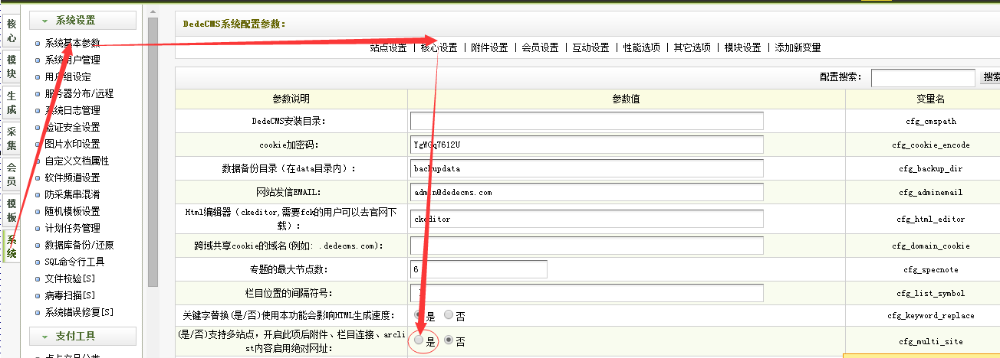 核心
模块
生成
采集
会员
模板
系统
系统设置
系统基本参数
系统用户管理
用户组设定
服务器分布/远程
系统日志管理
验证安全设置
图片水印设置
自定义文档属性
软件频道设置
防采集串混淆
随机模板设置
计划任务管理
数据库备份/还原
SQL命令行工具
文件校验[S]
病毒扫描[S]
系统错误修复[S]
支付工具
DedeCMS系统配置参数:
站点设置 | 核心设置 | 附件设置 | 会员设置 | 互动设置 | 性能选项 | 其它选项 | 模块设置 | 添加新变量
配置搜索: 搜索
参数说明 参数值 变量名
DedeCMS安装目录: cfg_cmspath
cookie加密码: YgWGq7612U cfg_cookie_encode
数据备份目录（在data目录内）: backupdata cfg_backup_dir
网站发信EMAIL: admin@dedecms.com cfg_adminemail
Html编辑器（ckeditor,需要fck的用户可以去官网下
载）: ckeditor cfg_html_editor
跨域共享cookie的域名(例如: .dedecms.com): cfg_domain_cookie
专题的最大节点数: 6 cfg_specnote
栏目位置的间隔符号: cfg_list_symbol
关键字替换(是/否)使用本功能会影响HTML生成速度: 是 否 cfg_keyword_replace
(是/否)支持多站点，开启此项后附件、栏目连接、arcli
st内容启用绝对网址: 是 否 cfg_multi_site